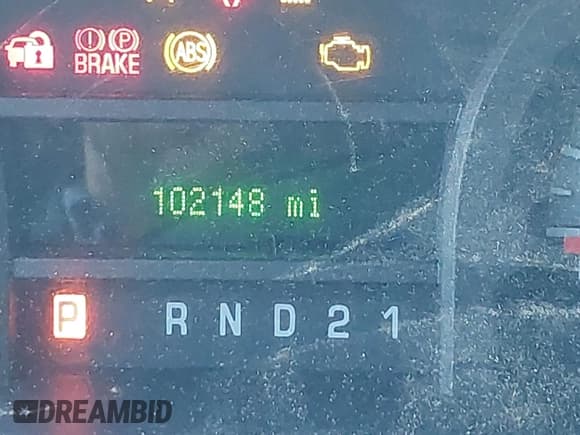 BRAKE ABS
102148 mi
P R N D 2 1
DREAMBID